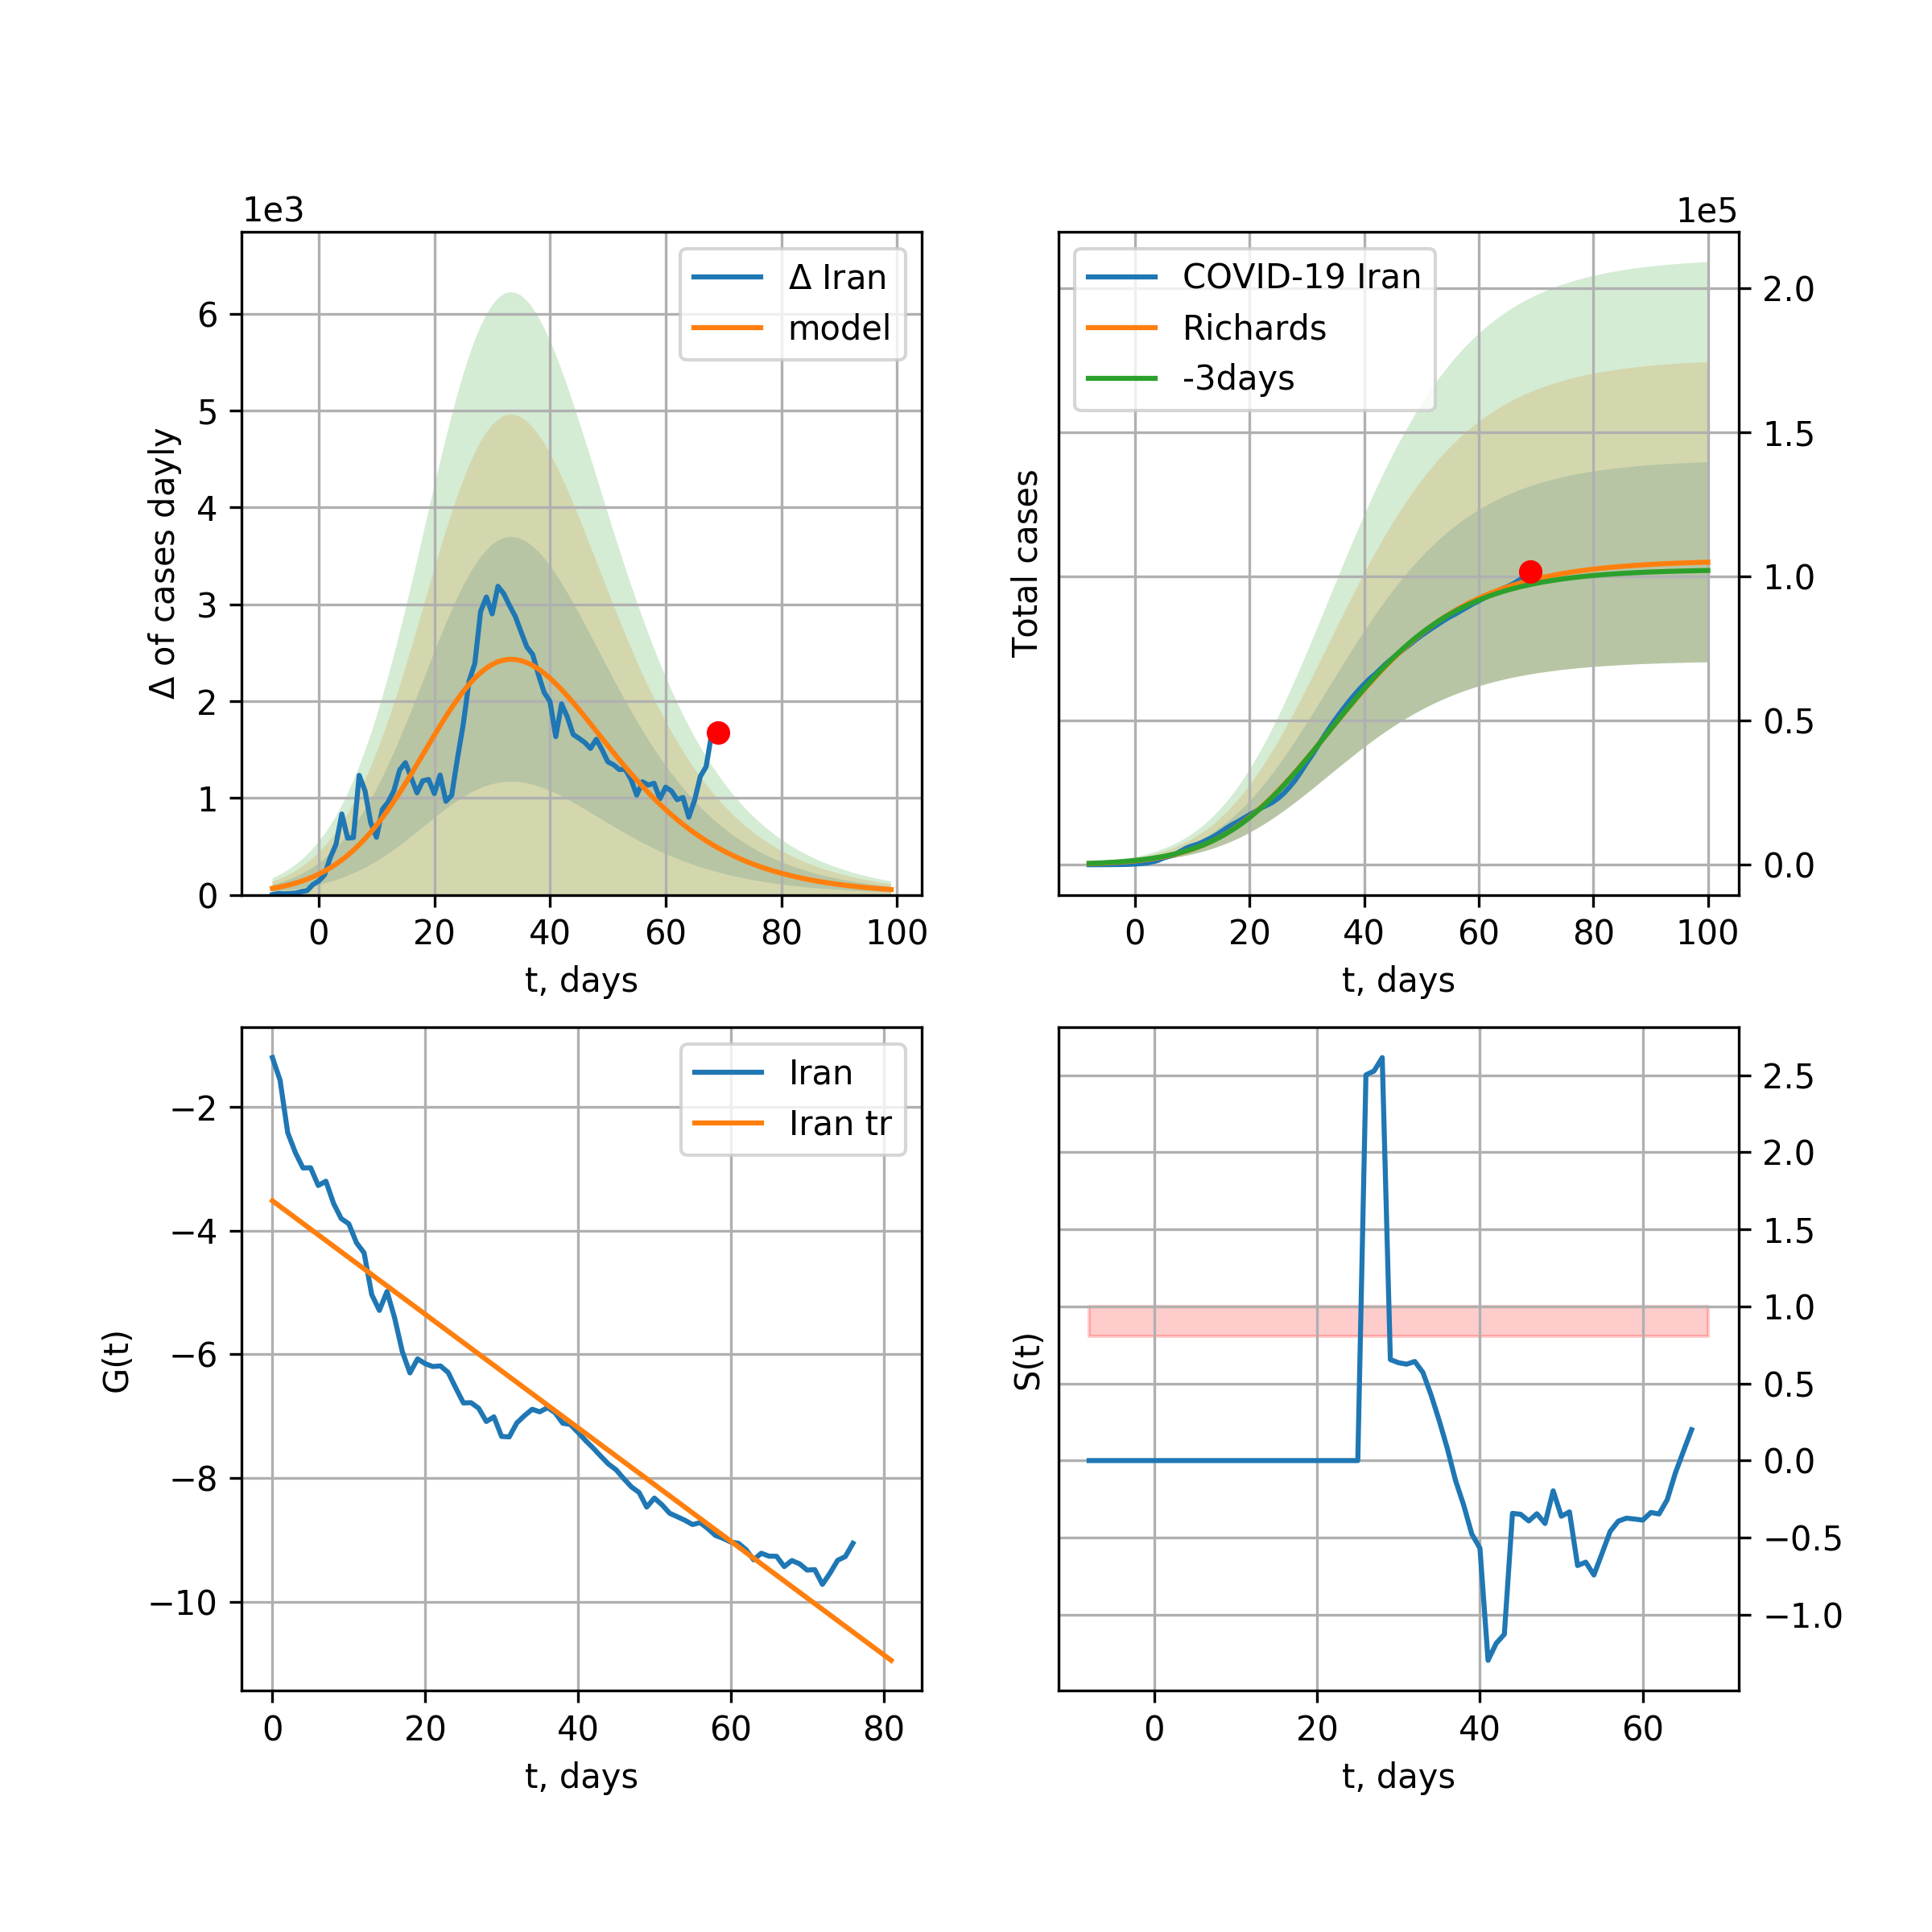 1e3
Δ Iran
model
6
5
4
3
2
1
0
Δ of cases dayly
0 20 40 60 80 100
t, days
1e5
COVID-19 Iran
Richards
-3days
2.0
1.5
1.0
0.5
0.0
Total cases
0 20 40 60 80 100
t, days
Iran
Iran tr
−2
−4
−6
−8
−10
G(t)
0 20 40 60 80
t, days
2.5
2.0
1.5
1.0
0.5
0.0
−0.5
−1.0
S(t)
0 20 40 60
t, days